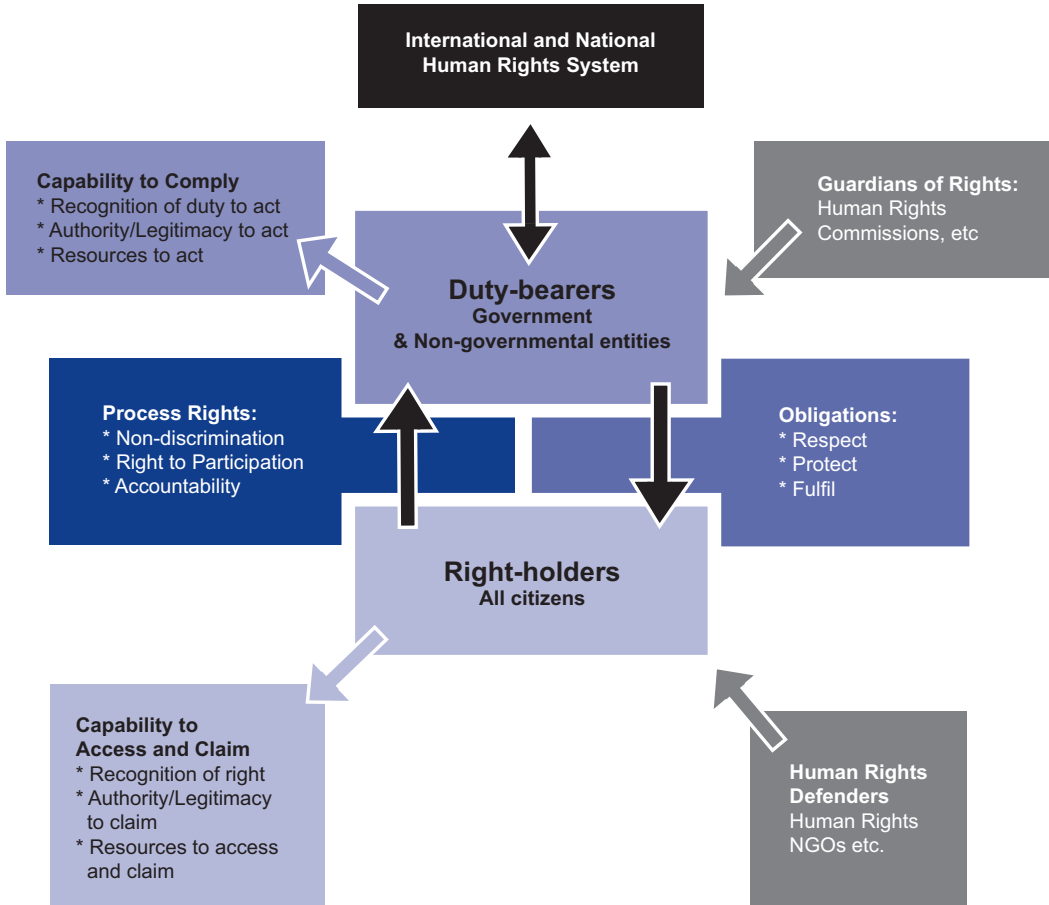 International and National
Human Rights System
Capability to Comply
* Recognition of duty to act
* Authority/Legitimacy to act
* Resources to act
Guardians of Rights:
Human Rights
Commissions, etc
Duty-bearers
Government
& Non-governmental entities
Process Rights:
* Non-discrimination
* Right to Participation
* Accountability
Obligations:
* Respect
* Protect
* Fulfil
Right-holders
All citizens
Capability to
Access and Claim
* Recognition of right
* Authority/Legitimacy
to claim
* Resources to access
and claim
Human Rights
Defenders
Human Rights
NGOs etc.